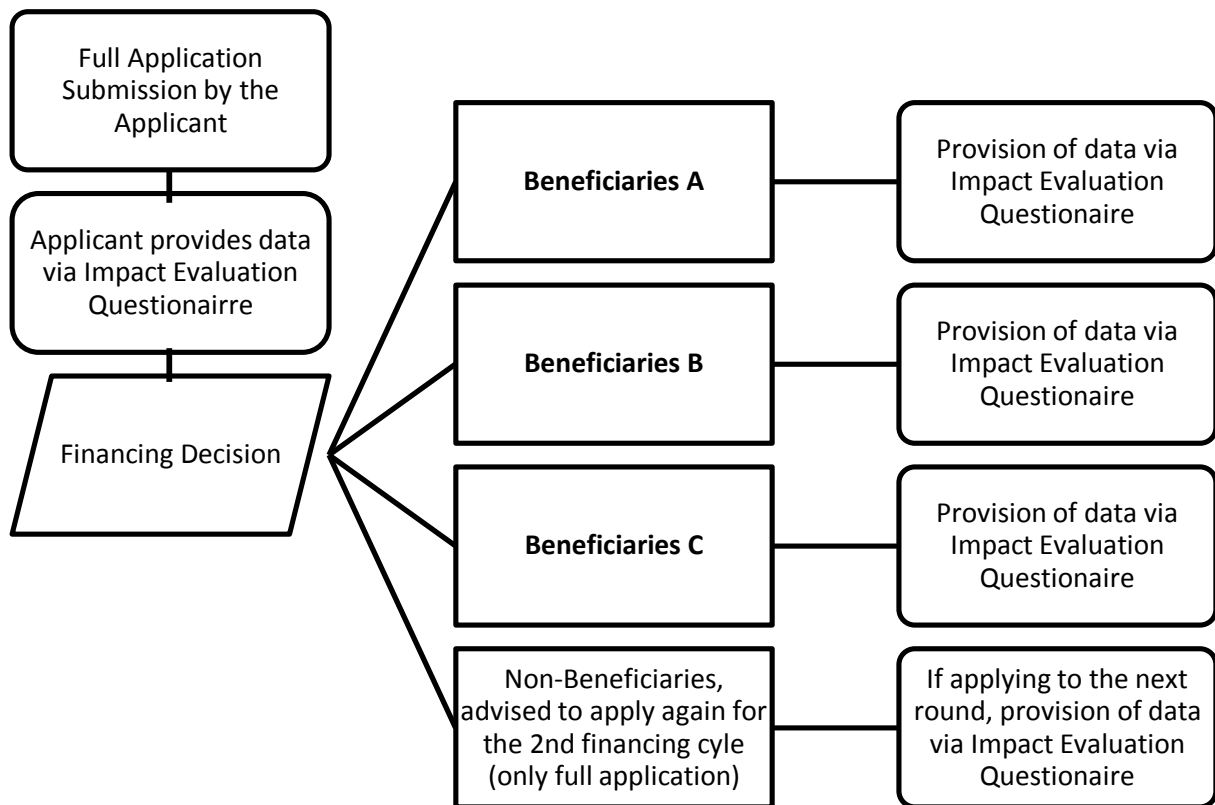 Full Application
Submission by the
Applicant
Applicant provides data
via Impact Evaluation
Questionairre
Financing Decision
Beneficiaries A
Provision of data via
Impact Evaluation
Questionaire
Beneficiaries B
Provision of data via
Impact Evaluation
Questionaire
Beneficiaries C
Provision of data via
Impact Evaluation
Questionaire
Non-Beneficiaries,
advised to apply again for
the 2nd financing cyle
(only full application)
If applying to the next
round, provision of data
via Impact Evaluation
Questionaire